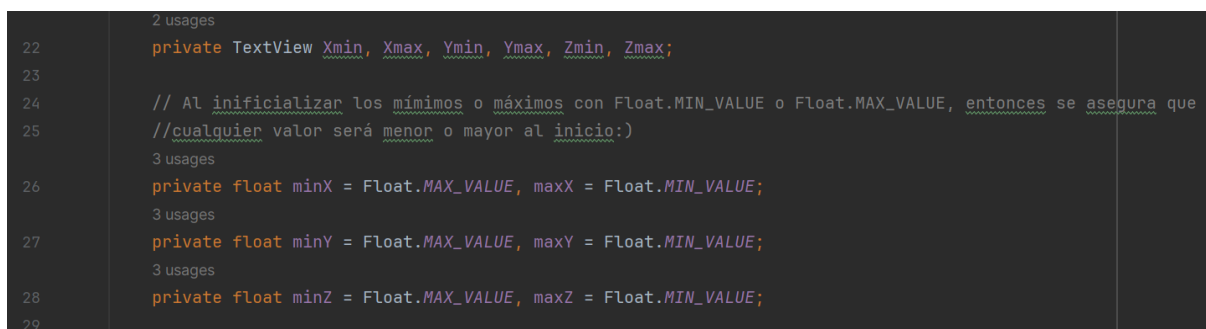 2 usages
22 private TextView Xmin, Xmax, Ymin, Ymax, Zmin, Zmax;
23
24 // Al inificializar los mímimos o máximos con Float.MIN_VALUE o Float.MAX_VALUE, entonces se asegura que
25 //cualquier valor será menor o mayor al inicio:)
3 usages
26 private float minX = Float.MAX_VALUE, maxX = Float.MIN_VALUE;
3 usages
27 private float minY = Float.MAX_VALUE, maxY = Float.MIN_VALUE;
3 usages
28 private float minZ = Float.MAX_VALUE, maxZ = Float.MIN_VALUE;
29